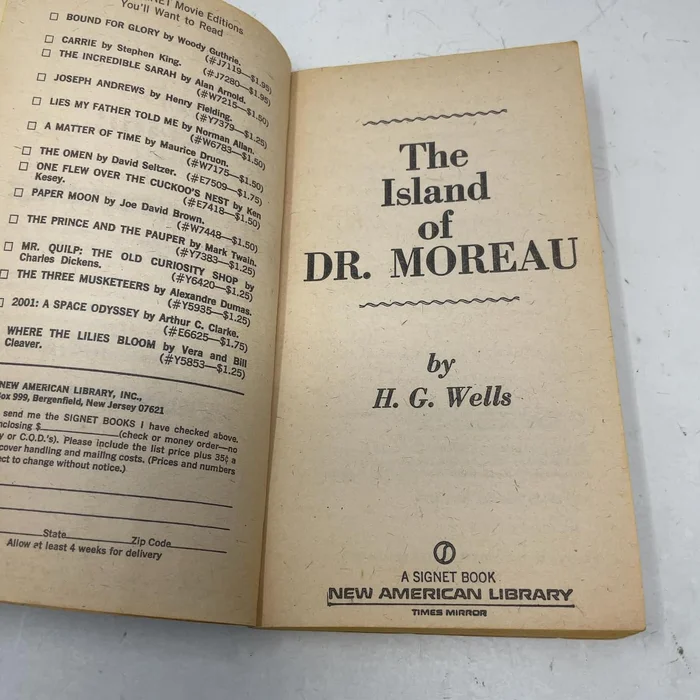 NET Movie Editions
You'll Want to Read
BOUND FOR GLORY by Woody Guthrie.
(#J7119—$1.95)
CARRIE by Stephen King.
(#J7280—$1.95)
THE INCREDIBLE SARAH by Alan Arnold.
(#W7215—$1.50)
JOSEPH ANDREWS by Henry Fielding.
(#Y7379—$1.25)
LIES MY FATHER TOLD ME by Norman Allan.
(#W6783—$1.50)
A MATTER OF TIME by Maurice Druon.
(#W7175—$1.50)
THE OMEN by David Seltzer.
(#E7509—$1.75)
ONE FLEW OVER THE CUCKOO'S NEST by Ken
Kesey.
(#E7418—$1.50)
PAPER MOON by Joe David Brown.
(#W7448—$1.50)
THE PRINCE AND THE PAUPER by Mark Twain.
(#Y7383—$1.25)
MR. QUILP: THE OLD CURIOSITY SHOP by
Charles Dickens.
(#Y6420—$1.25)
THE THREE MUSKETEERS by Alexandre Dumas.
(#Y5935—$1.25)
2001: A SPACE ODYSSEY by Arthur C. Clarke.
(#E6625—$1.75)
WHERE THE LILIES BLOOM by Vera and Bill
Cleaver.
(#Y5853—$1.25)
NEW AMERICAN LIBRARY, INC.,
ox 999, Bergenfield, New Jersey 07621
send me the SIGNET BOOKS I have checked above.
nclosing $ (check or money order—no
y or C.O.D.'s). Please include the list price plus 35¢ a
cover handling and mailing costs. (Prices and numbers
ect to change without notice.)
State Zip Code
Allow at least 4 weeks for delivery
The
Island
of
DR. MOREAU
by
H. G. Wells
A SIGNET BOOK
NEW AMERICAN LIBRARY
TIMES MIRROR